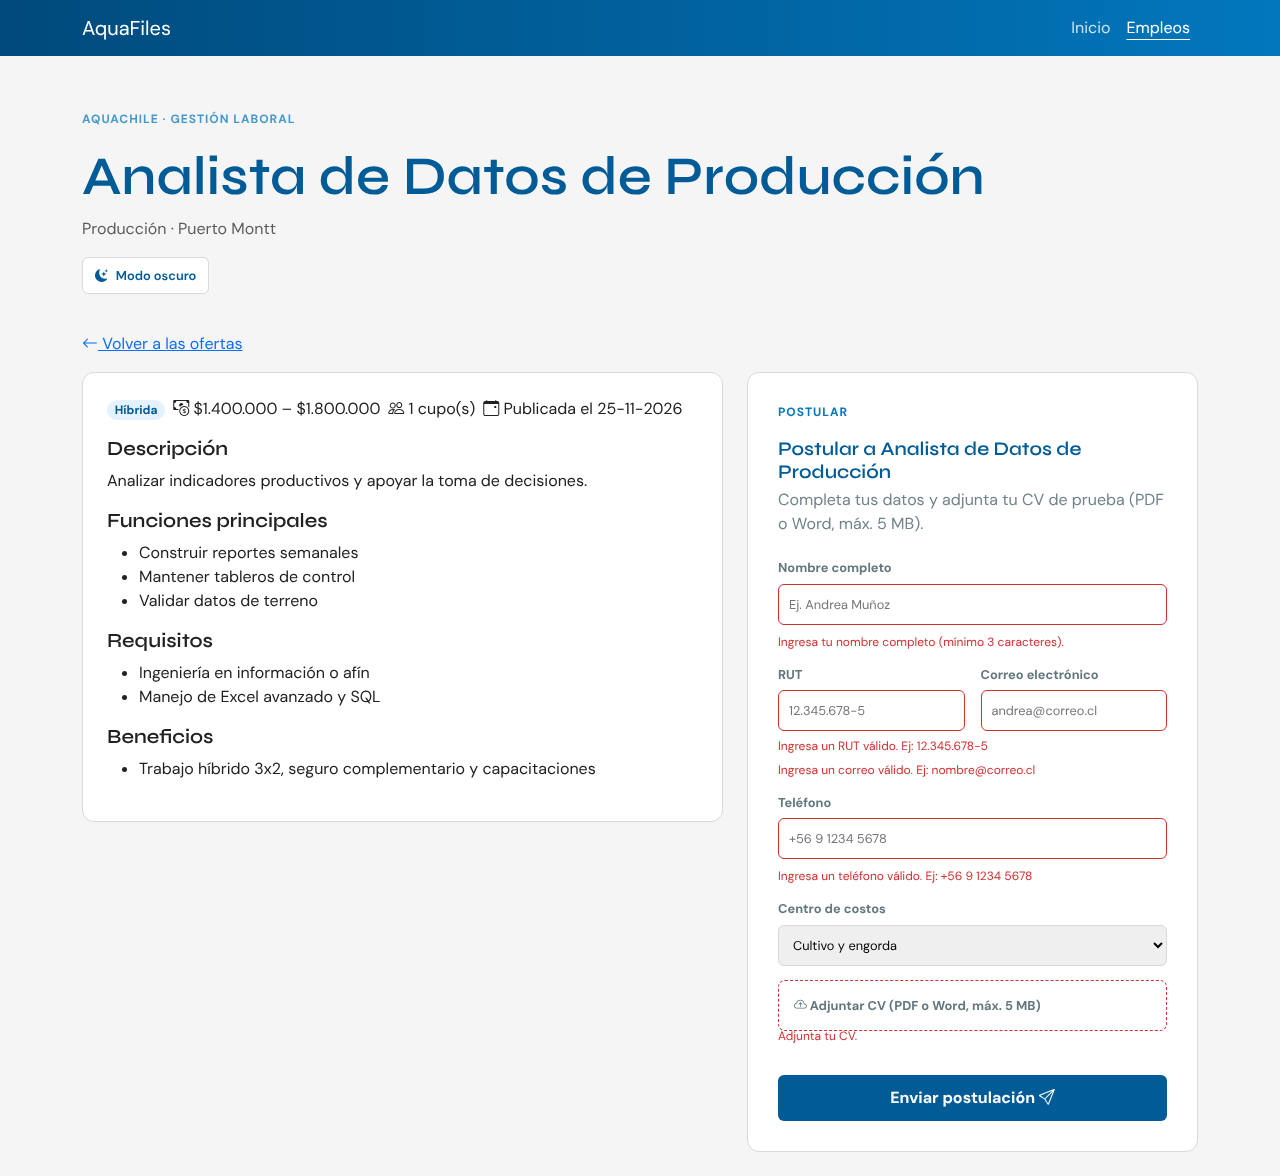 AquaFiles
Inicio
Empleos
AQUACHILE · GESTIÓN LABORAL
Analista de Datos de Producción
Producción · Puerto Montt
Modo oscuro
Volver a las ofertas
Híbrida $1.400.000 – $1.800.000 1 cupo(s) Publicada el 25-11-2026
Descripción
Analizar indicadores productivos y apoyar la toma de decisiones.
Funciones principales
Construir reportes semanales
Mantener tableros de control
Validar datos de terreno
Requisitos
Ingeniería en información o afín
Manejo de Excel avanzado y SQL
Beneficios
Trabajo híbrido 3x2, seguro complementario y capacitaciones
POSTULAR
Postular a Analista de Datos de
Producción
Completa tus datos y adjunta tu CV de prueba (PDF
o Word, máx. 5 MB).
Nombre completo
Ej. Andrea Muñoz
Ingresa tu nombre completo (mínimo 3 caracteres).
RUT
Correo electrónico
12.345.678-5
andrea@correo.cl
Ingresa un RUT válido. Ej: 12.345.678-5
Ingresa un correo válido. Ej: nombre@correo.cl
Teléfono
+56 9 1234 5678
Ingresa un teléfono válido. Ej: +56 9 1234 5678
Centro de costos
Cultivo y engorda
Adjuntar CV (PDF o Word, máx. 5 MB)
Adjunta tu CV.
Enviar postulación